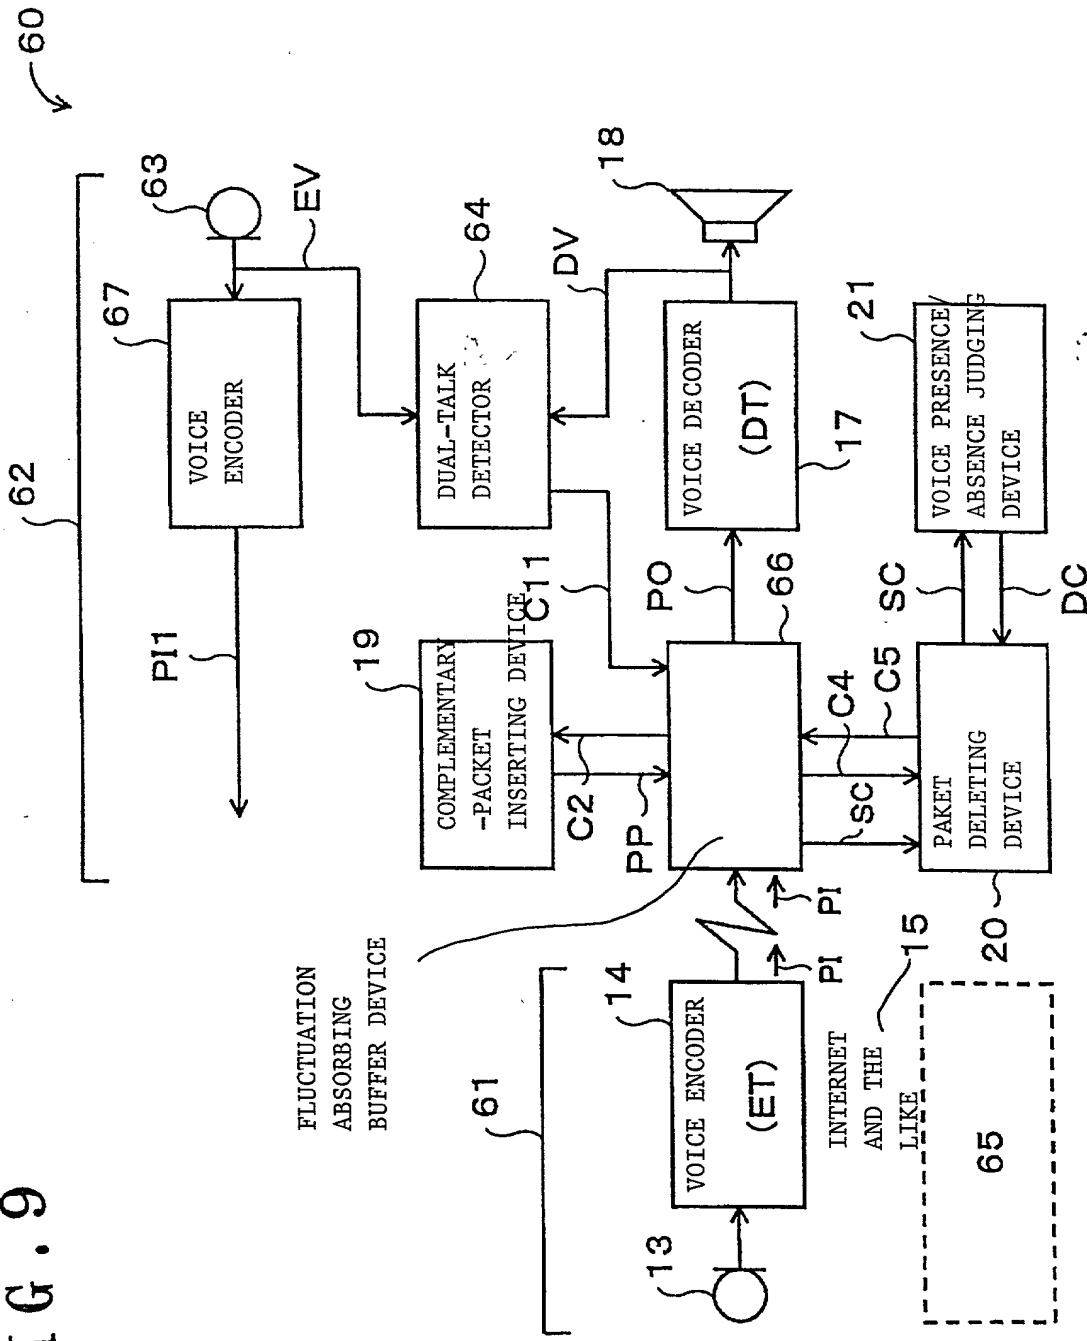 FIG.9
60
62
67
63
VOICE
ENCODER
EV
PI1
64
DUAL-TALK
DETECTOR
DV
18
19
COMPLEMENTARY
-PACKET
INSERTING DEVICE
C11
C2
PP
FLUCTUATION
ABSORBING
BUFFER DEVICE
66
PO
VOICE DECODER
(DT)
17
61
13
14
VOICE ENCODER
(ET)
PI
PI
INTERNET
AND THE
LIKE
15
SC
C4
C5
20
PAKET
DELETING
DEVICE
SC
DC
21
VOICE PRESENCE/
ABSENCE JUDGING
DEVICE
65